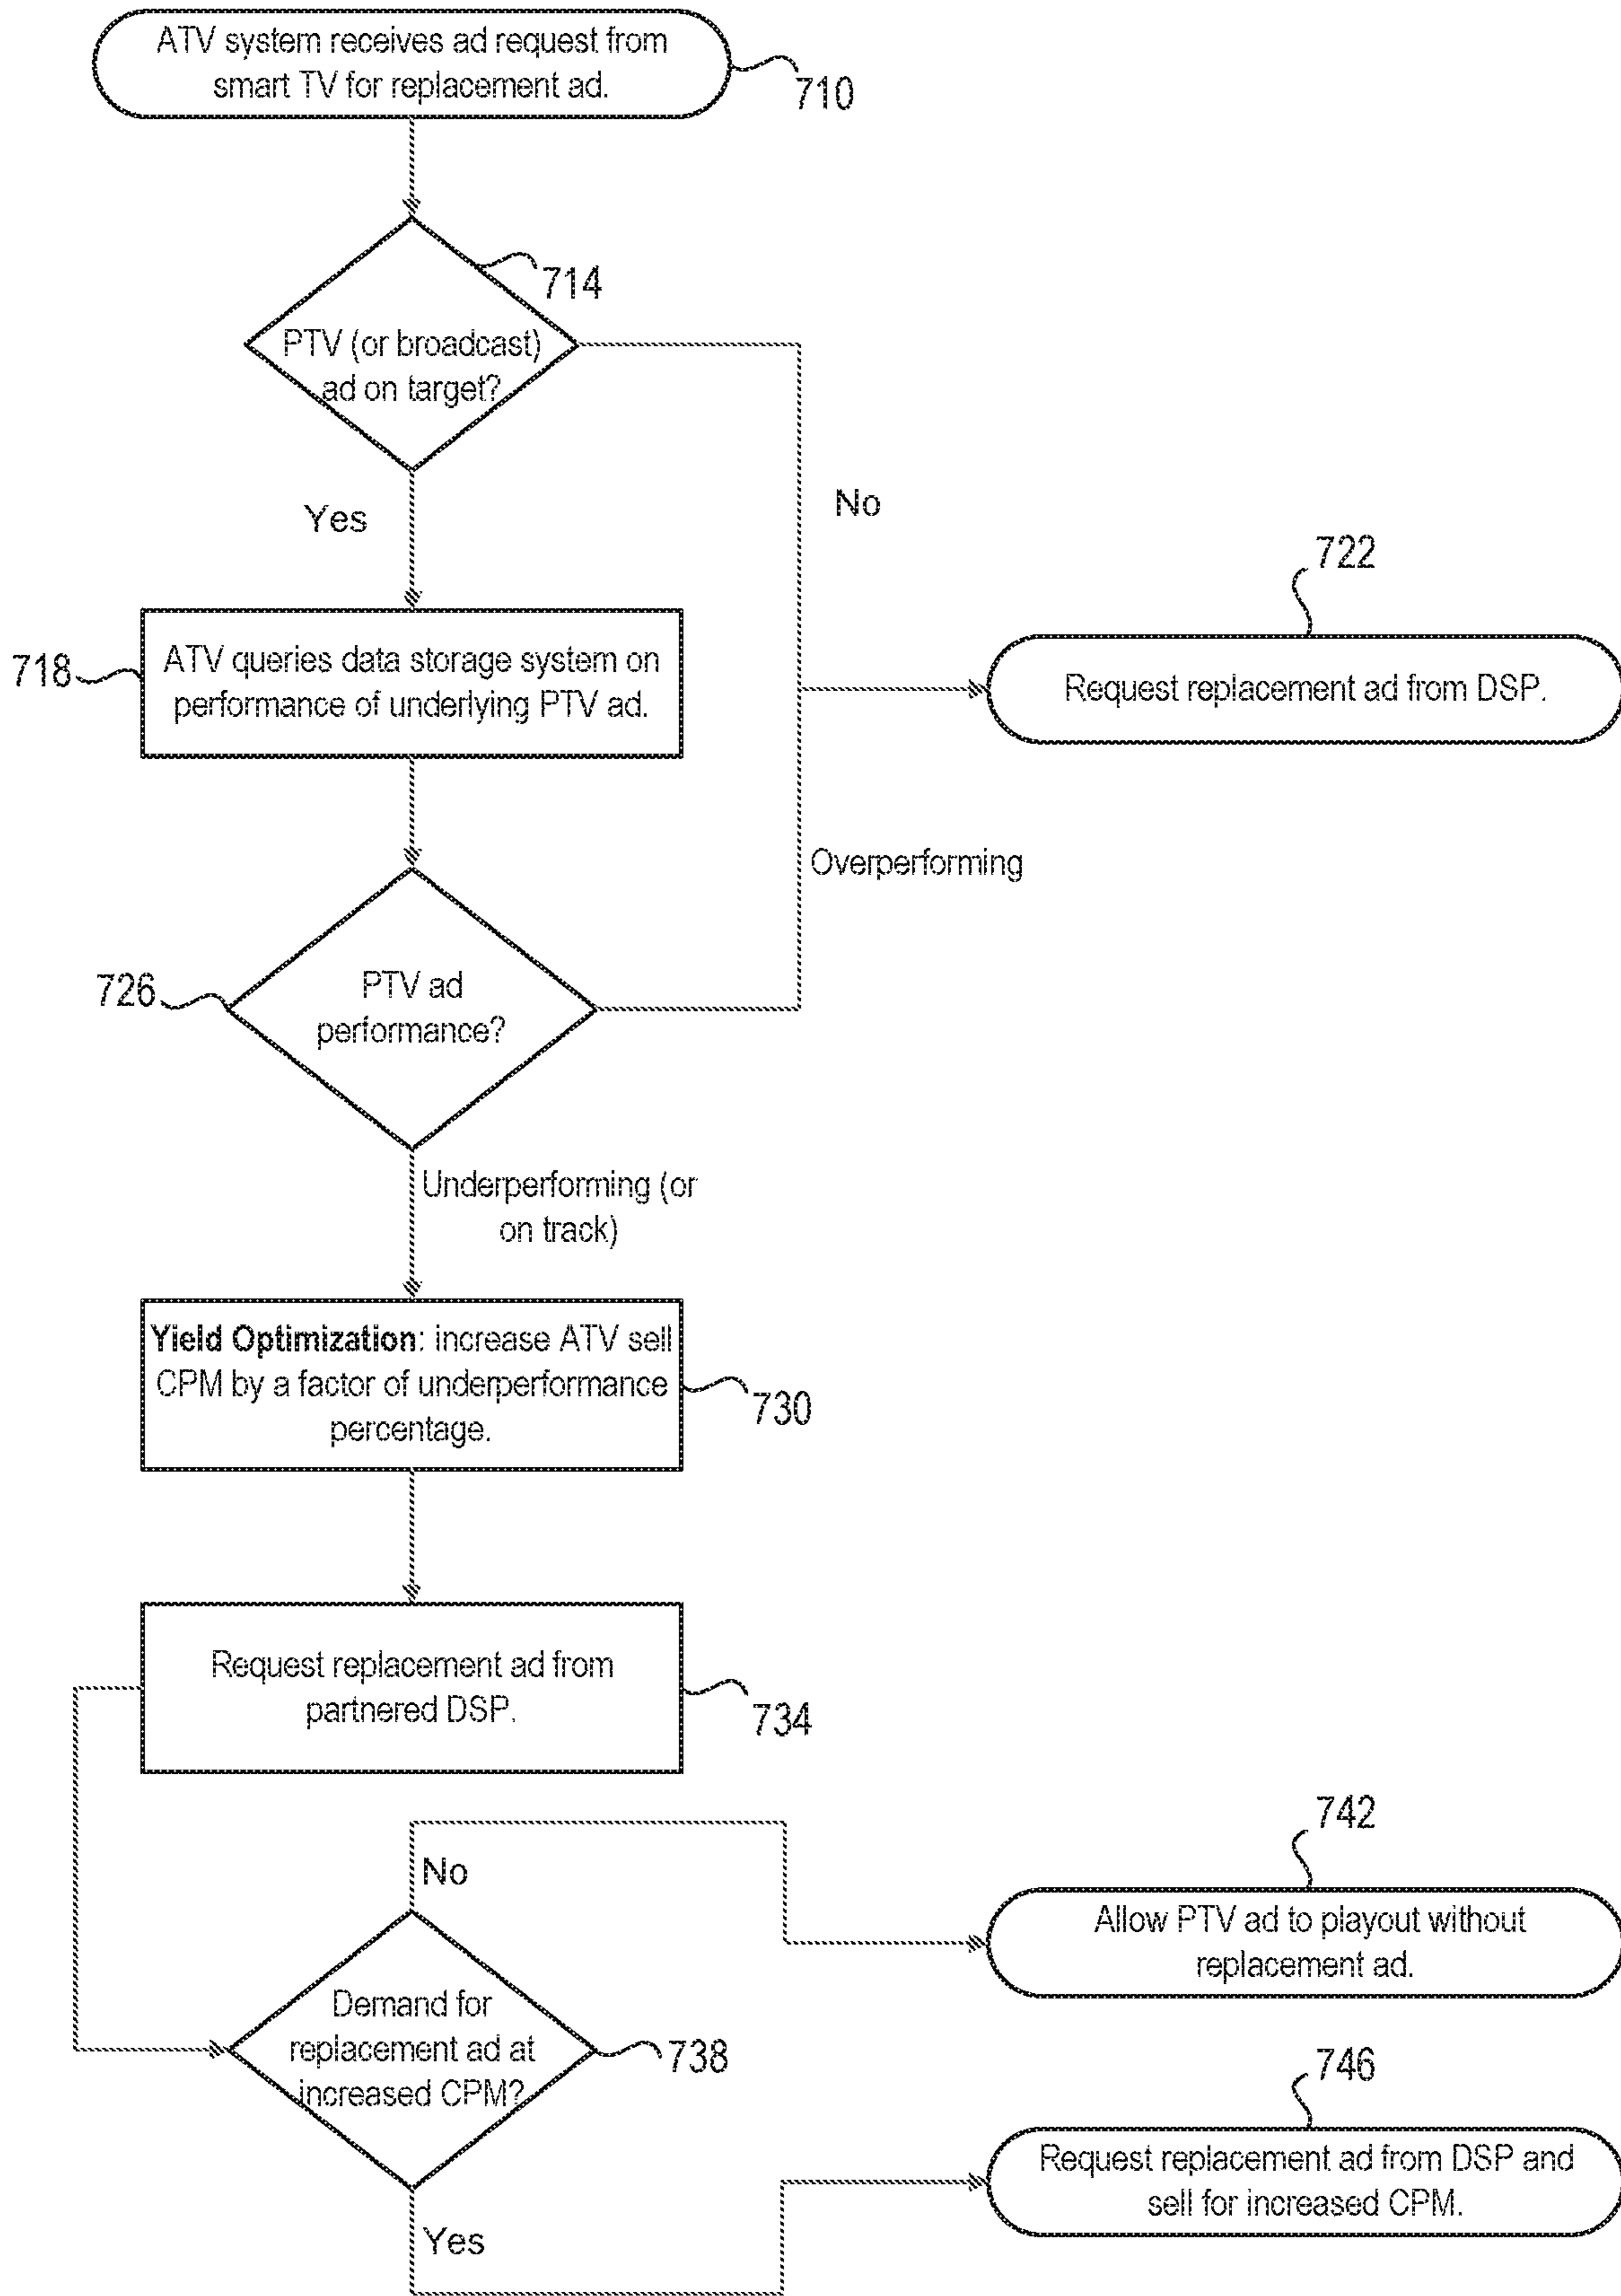 ATV system receives ad request from
smart TV for replacement ad.
710
714
PTV (or broadcast)
ad on target?
Yes
No
722
718
ATV queries data storage system on
performance of underlying PTV ad.
Request replacement ad from DSP.
Overperforming
726
PTV ad
performance?
Underperforming (or
on track)
Yield Optimization: increase ATV sell
CPM by a factor of underperformance
percentage.
730
Request replacement ad from
partnered DSP.
734
742
No
Allow PTV ad to playout without
replacement ad.
Demand for
replacement ad at
increased CPM?
738
746
Request replacement ad from DSP and
sell for increased CPM.
Yes